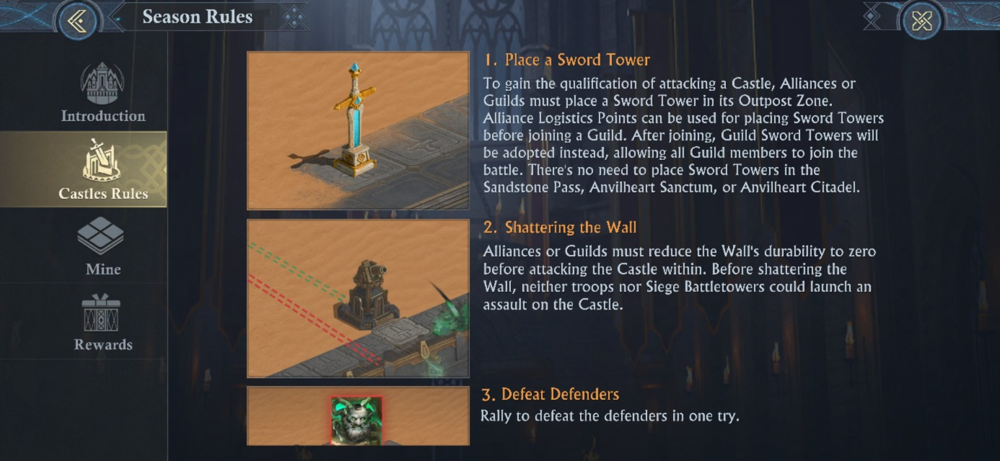 Season Rules
Introduction
Castles Rules
Mine
Rewards
1. Place a Sword Tower
To gain the qualification of attacking a Castle, Alliances or
Guilds must place a Sword Tower in its Outpost Zone.
Alliance Logistics Points can be used for placing Sword Towers
before joining a Guild. After joining, Guild Sword Towers will
be adopted instead, allowing all Guild members to join the
battle. There's no need to place Sword Towers in the
Sandstone Pass, Anvilheart Sanctum, or Anvilheart Citadel.
2. Shattering the Wall
Alliances or Guilds must reduce the Wall's durability to zero
before attacking the Castle within. Before shattering the
Wall, neither troops nor Siege Battletowers could launch an
assault on the Castle.
3. Defeat Defenders
Rally to defeat the defenders in one try.